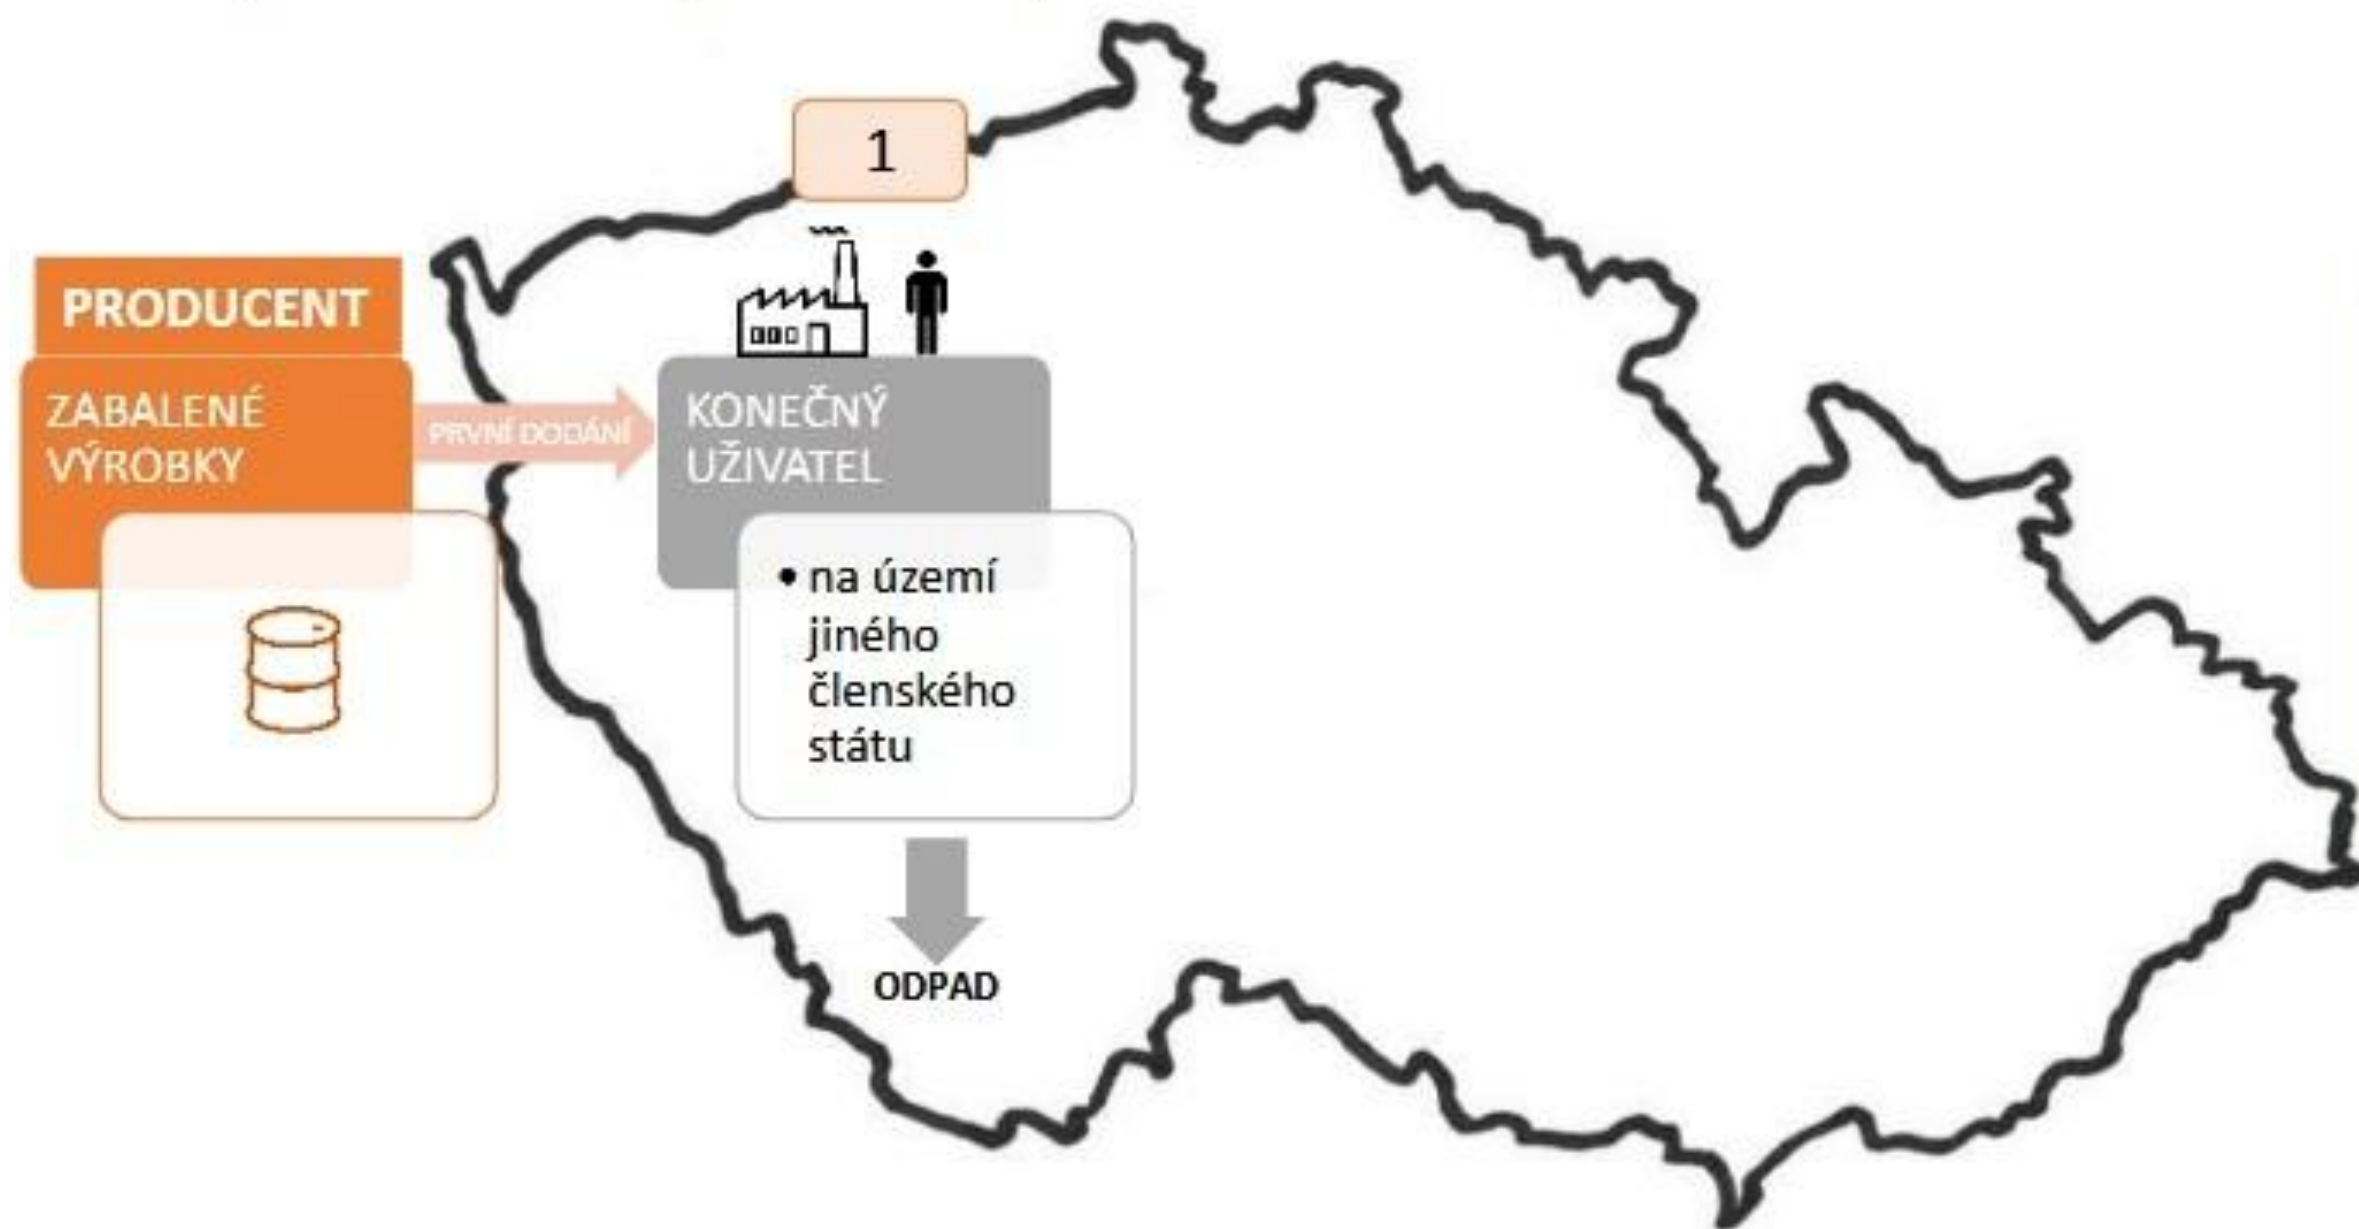 1
PRODUCENT
ZABALENÉ
VÝROBKY
PRVNÍ DODÁNÍ
KONEČNÝ
UŽIVATEL
• na území
jiného
členského
státu
ODPAD